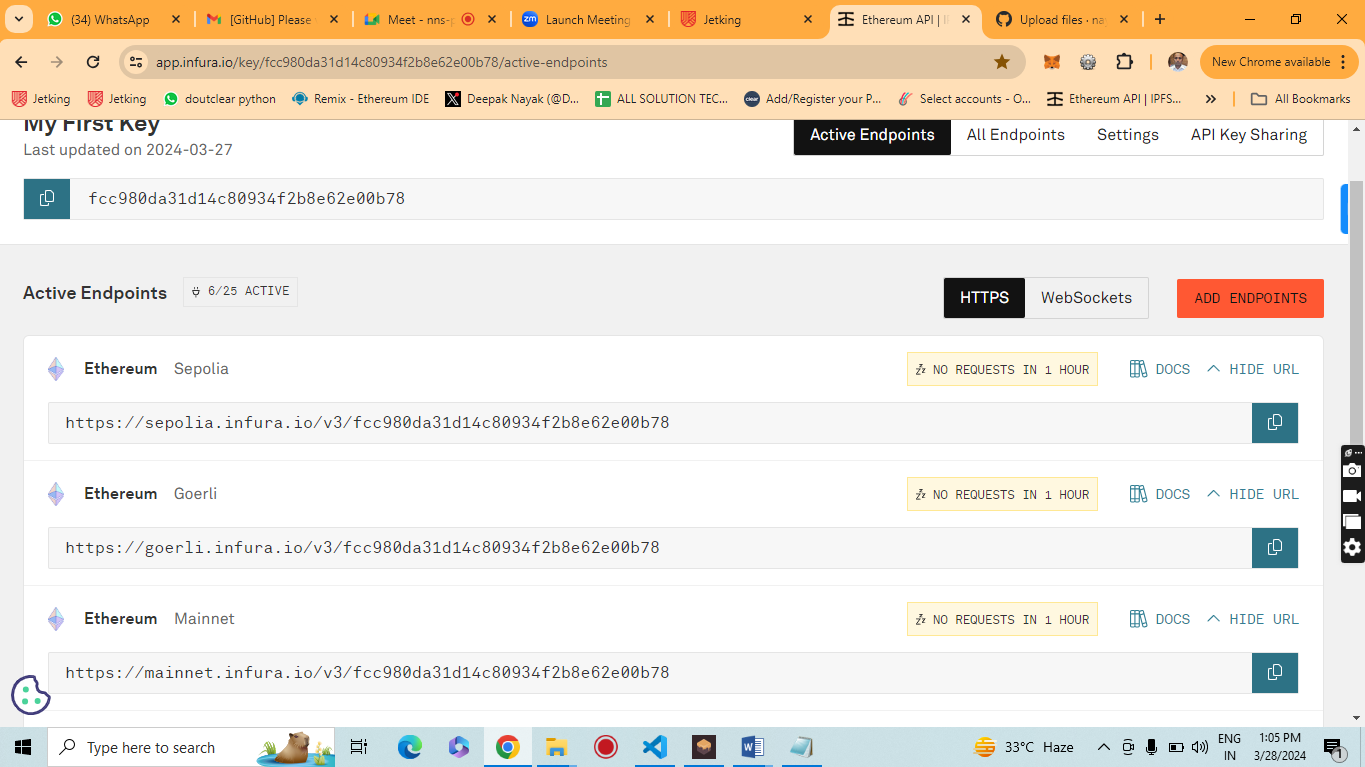 (34) WhatsApp
[GitHub] Please
Meet - nns-p
Launch Meeting
Jetking
Ethereum API | IP
Upload files · na
app.infura.io/key/fcc980da31d14c80934f2b8e62e00b78/active-endpoints
New Chrome available
Jetking
Jetking
doutclear python
Remix - Ethereum IDE
Deepak Nayak (@D...
ALL SOLUTION TEC...
Add/Register your P...
Select accounts - O...
Ethereum API | IPFS...
All Bookmarks
My First Key
Last updated on 2024-03-27
Active Endpoints
All Endpoints
Settings
API Key Sharing
fcc980da31d14c80934f2b8e62e00b78
Active Endpoints
6/25 ACTIVE
HTTPS
WebSockets
ADD ENDPOINTS
Ethereum Sepolia
NO REQUESTS IN 1 HOUR
DOCS
HIDE URL
https://sepolia.infura.io/v3/fcc980da31d14c80934f2b8e62e00b78
Ethereum Goerli
NO REQUESTS IN 1 HOUR
DOCS
HIDE URL
https://goerli.infura.io/v3/fcc980da31d14c80934f2b8e62e00b78
Ethereum Mainnet
NO REQUESTS IN 1 HOUR
DOCS
HIDE URL
https://mainnet.infura.io/v3/fcc980da31d14c80934f2b8e62e00b78
Type here to search
33°C Haze
ENG
IN
1:05 PM
3/28/2024
1